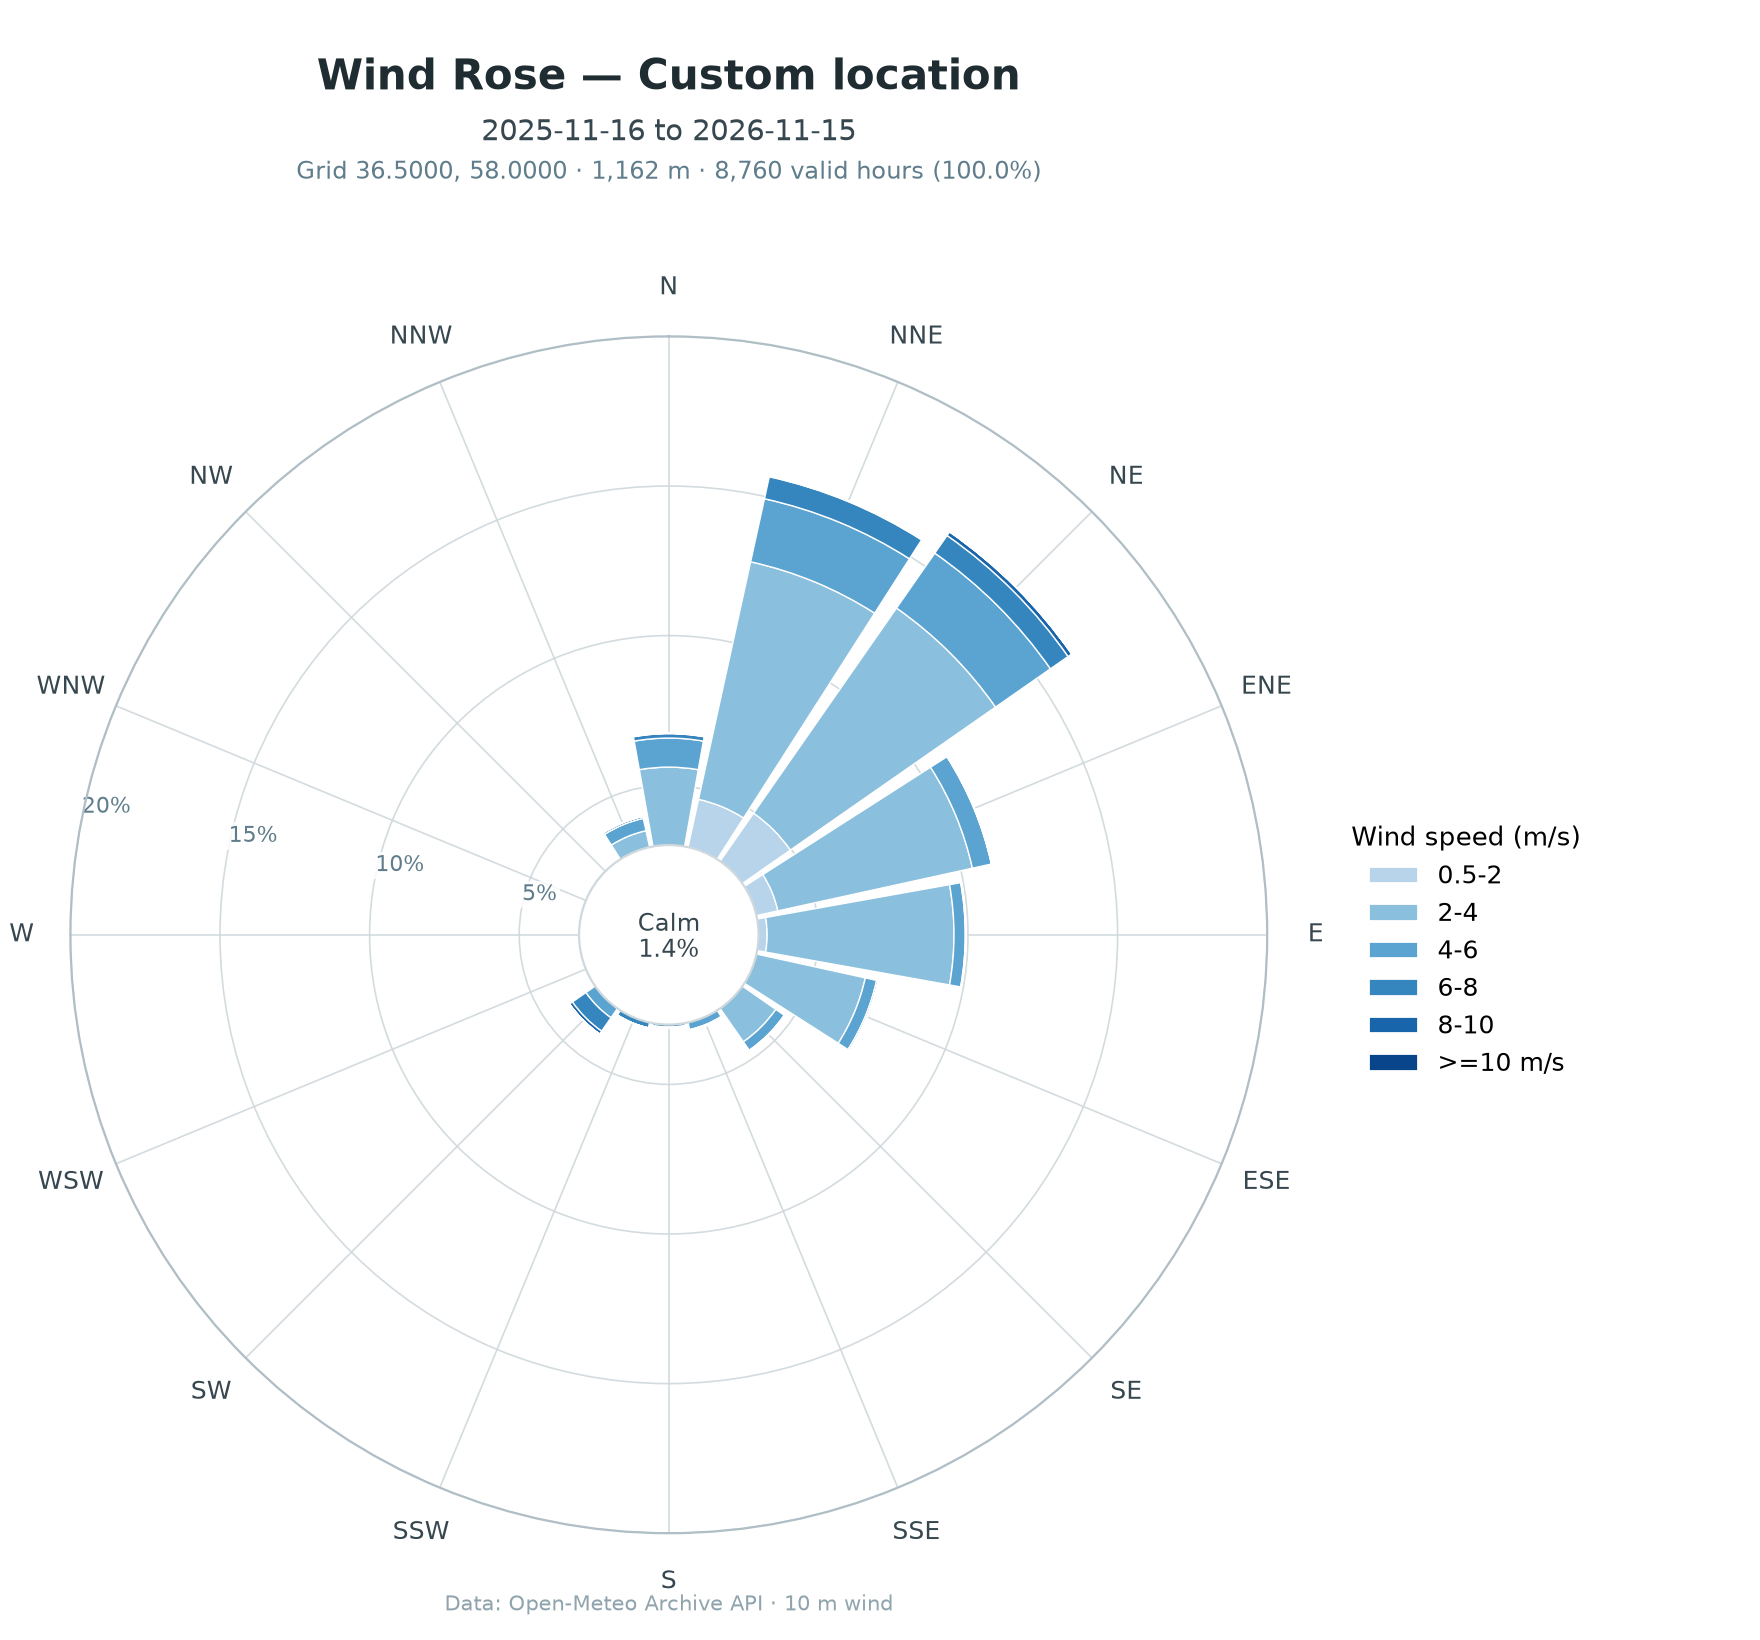 Wind Rose — Custom location
2025-11-16 to 2026-11-15
Grid 36.5000, 58.0000 · 1,162 m · 8,760 valid hours (100.0%)
N
NNW
NNE
NW
NE
WNW
ENE
20%
15%
10%
5%
Calm
1.4%
W
E
Wind speed (m/s)
0.5-2
2-4
4-6
6-8
8-10
>=10 m/s
WSW
ESE
SW
SE
SSW
SSE
S
Data: Open-Meteo Archive API · 10 m wind